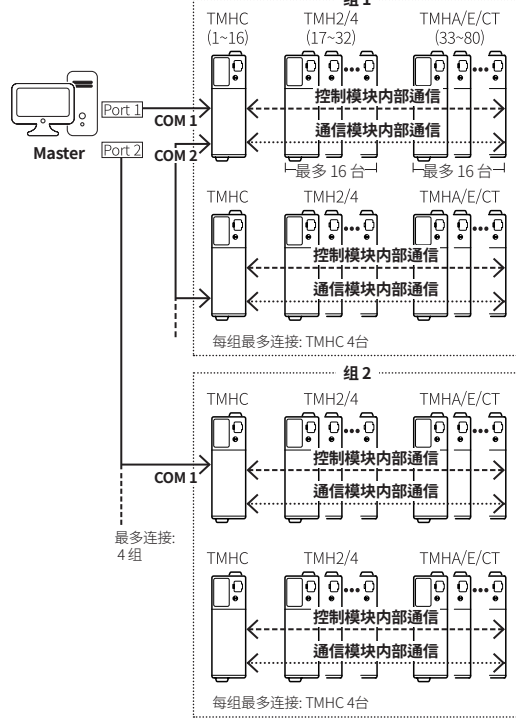 组 1
TMHC TMH2/4 TMHA/E/CT
(1~16) (17~32) (33~80)
控制模块内部通信
Port 1
COM 1
通信模块内部通信
Master Port 2 COM 2
最多 16 台 最多 16 台
TMHC TMH2/4 TMHA/E/CT
控制模块内部通信
通信模块内部通信
每组最多连接: TMHC 4台
组 2
TMHC TMH2/4 TMHA/E/CT
控制模块内部通信
COM 1
通信模块内部通信
最多连接:
4 组
TMHC TMH2/4 TMHA/E/CT
控制模块内部通信
通信模块内部通信
每组最多连接: TMHC 4台